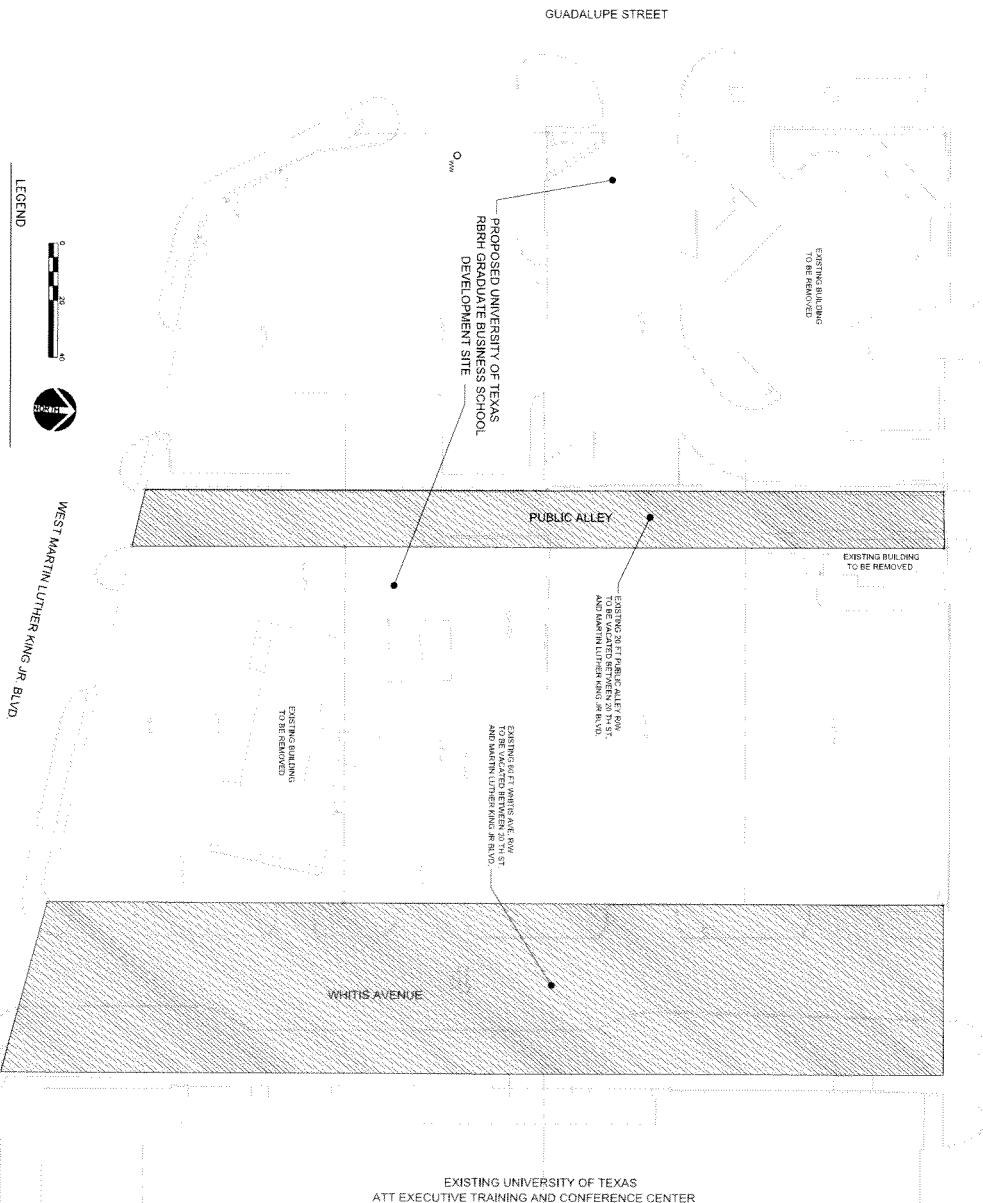 GUADALUPE STREET
EXISTING BUILDING
TO BE REMOVED
WW
PROPOSED UNIVERSITY OF TEXAS
RBRH GRADUATE BUSINESS SCHOOL
DEVELOPMENT SITE
LEGEND
0 20 40
NORTH
WEST MARTIN LUTHER KING JR. BLVD.
PUBLIC ALLEY
EXISTING BUILDING
TO BE REMOVED
EXISTING 20 FT PUBLIC ALLEY R/W
TO BE VACATED BETWEEN 20 TH ST.
AND MARTIN LUTHER KING JR BLVD.
EXISTING BUILDING
TO BE REMOVED
EXISTING 60 FT WHITIS AVE. R/W
TO BE VACATED BETWEEN 20 TH ST.
AND MARTIN LUTHER KING JR BLVD.
WHITIS AVENUE
EXISTING UNIVERSITY OF TEXAS
ATT EXECUTIVE TRAINING AND CONFERENCE CENTER